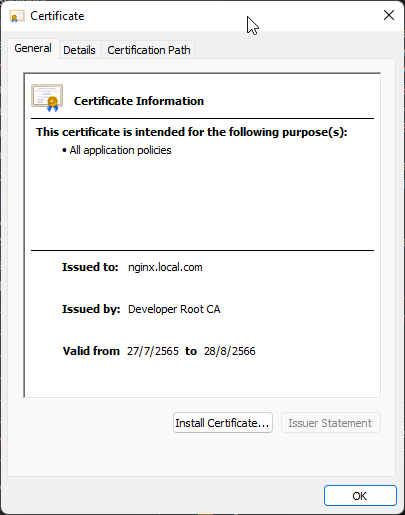 Certificate
General Details Certification Path
Certificate Information
This certificate is intended for the following purpose(s):
• All application policies
Issued to: nginx.local.com
Issued by: Developer Root CA
Valid from 27/7/2565 to 28/8/2566
Install Certificate... Issuer Statement
OK